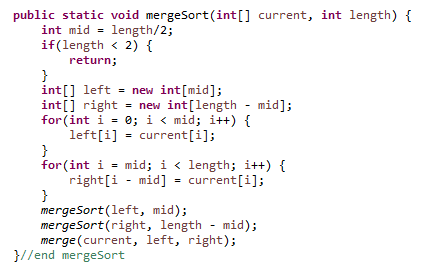 public static void mergeSort(int[] current, int length) {
    int mid = length/2;
    if(length < 2) {
        return;
    }
    int[] left = new int[mid];
    int[] right = new int[length - mid];
    for(int i = 0; i < mid; i++) {
        left[i] = current[i];
    }
    for(int i = mid; i < length; i++) {
        right[i - mid] = current[i];
    }
    mergeSort(left, mid);
    mergeSort(right, length - mid);
    merge(current, left, right);
}//end mergeSort